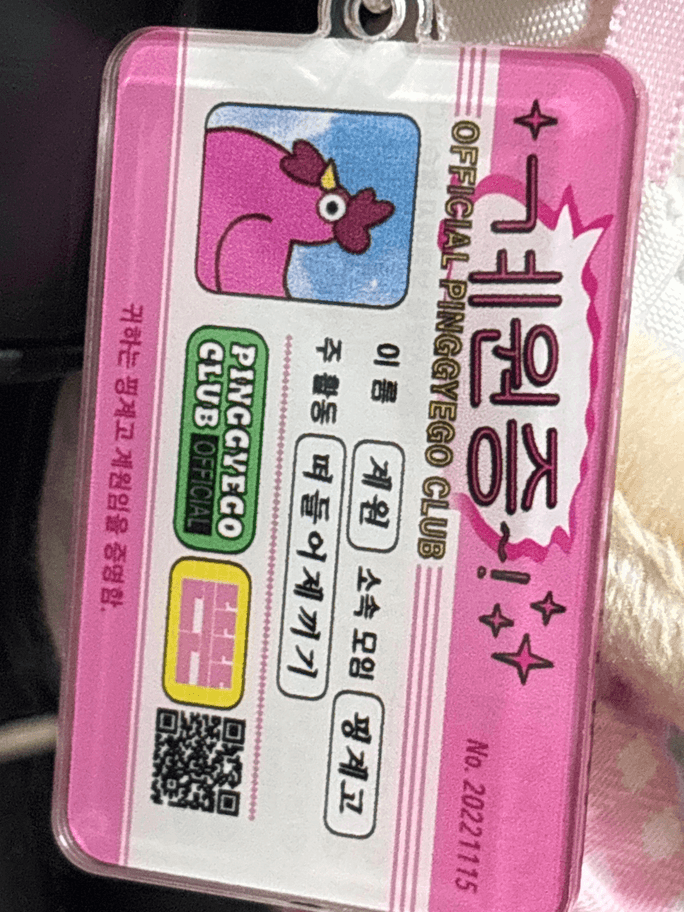 계원증~!
OFFICIAL PINGGYEGO CLUB
No. 20221115
이 름 계원 소속 모임 핑계고
주 활동 떠들어제끼기
PINGGYEGO
CLUB OFFICIAL
귀하는 핑계고 계원임을 증명함.